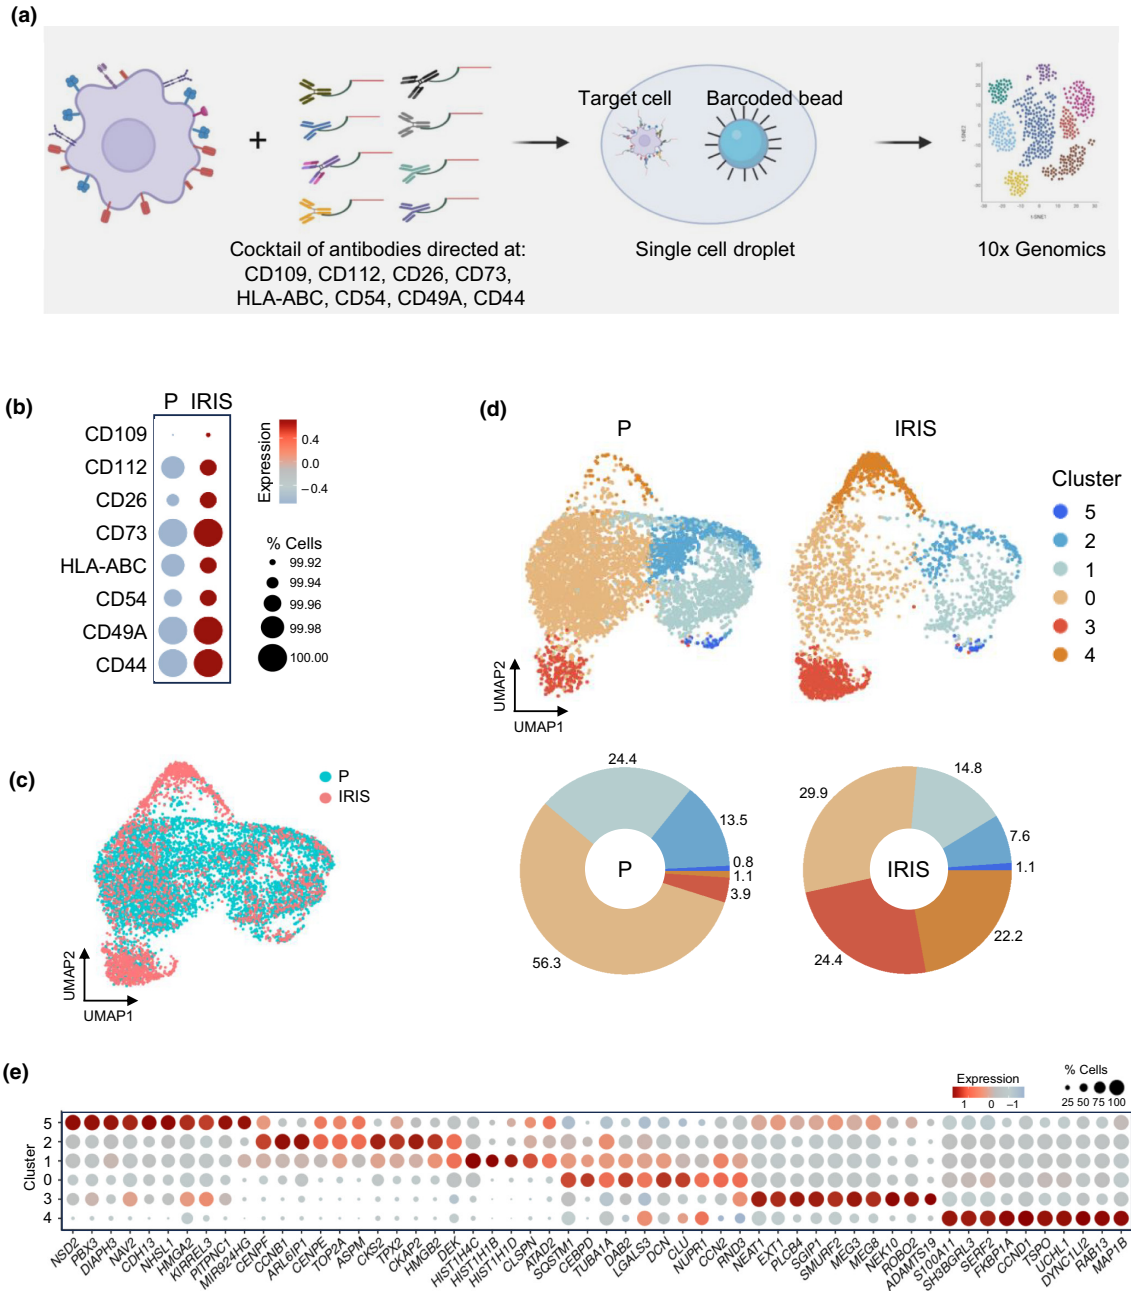 (a)
Target cell
Barcoded bead
+
Cocktail of antibodies directed at:
CD109, CD112, CD26, CD73,
HLA-ABC, CD54, CD49A, CD44
Single cell droplet
10x Genomics
(b)
P IRIS
CD109
CD112
CD26
CD73
HLA-ABC
CD54
CD49A
CD44
Expression
0.4
0.0
−0.4
% Cells
99.92
99.94
99.96
99.98
100.00
(c)
P
IRIS
UMAP2
UMAP1
(d)
P
IRIS
Cluster
5
2
1
0
3
4
UMAP2
UMAP1
24.4
13.5
0.8
1.1
3.9
56.3
P
14.8
7.6
1.1
22.2
24.4
29.9
IRIS
(e)
Expression
1 0 −1
% Cells
25 50 75 100
Cluster
5
2
1
0
3
4
NSD2
PBX3
DIAPH3
NAV2
CDH13
NHSL1
HMGA2
KIRREL3
PITPNC1
MIR924HG
CENPF
CCNB1
ARL6IP1
CENPE
TOP2A
ASPM
CKS2
TPX2
CKAP2
HMGB2
DEK
HIST1H4C
HIST1H1B
HIST1H1D
CLSPN
ATAD2
SQSTM1
CEBPD
TUBA1A
DAB2
LGALS3
DCN
CLU
NUPR1
CCN2
RND3
NEAT1
EXT1
PLCB4
SGIP1
SMURF2
MEG3
MEG8
NEK10
ROBO2
ADAMTS19
S100A11
SH3BGRL3
SERF2
FKBP1A
CCND1
TSPO
UCHL1
DYNC1LI2
RAB13
MAP1B